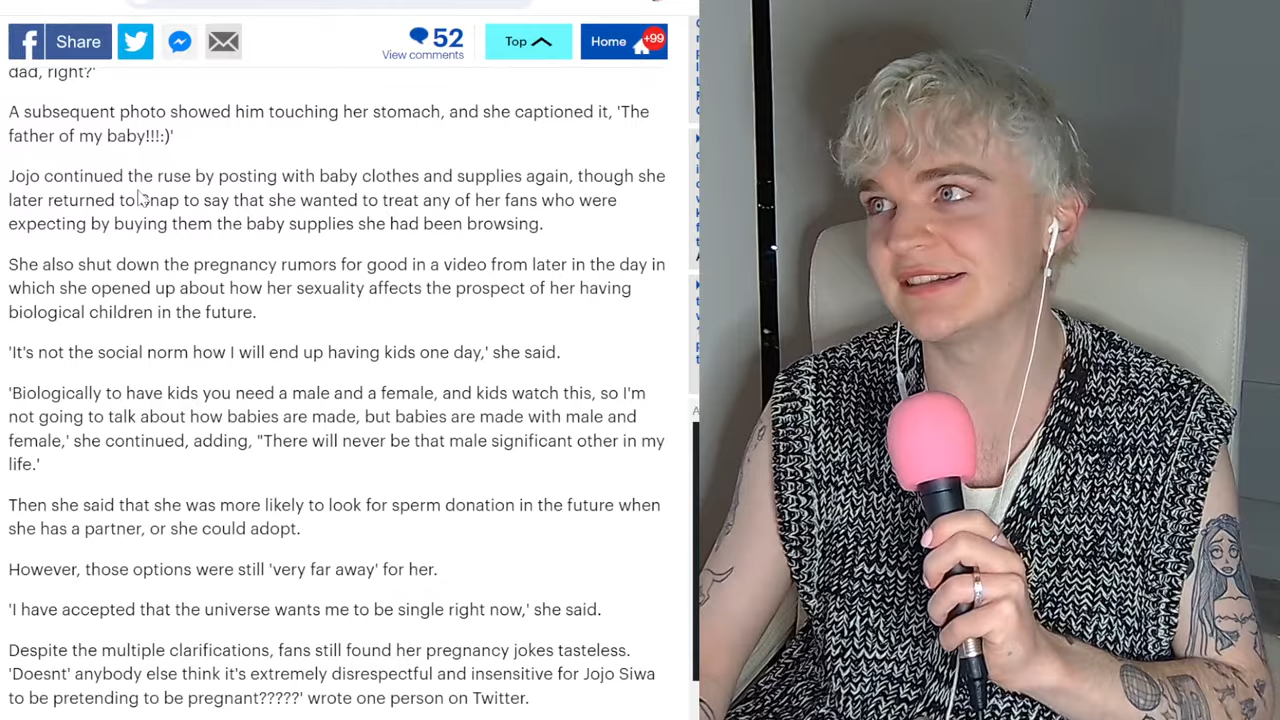 Share
52
View comments
Top
Home
+99
dad, right?'
A subsequent photo showed him touching her stomach, and she captioned it, 'The
father of my baby!!!:)'
Jojo continued the ruse by posting with baby clothes and supplies again, though she
later returned to Snap to say that she wanted to treat any of her fans who were
expecting by buying them the baby supplies she had been browsing.
She also shut down the pregnancy rumors for good in a video from later in the day in
which she opened up about how her sexuality affects the prospect of her having
biological children in the future.
'It's not the social norm how I will end up having kids one day,' she said.
'Biologically to have kids you need a male and a female, and kids watch this, so I'm
not going to talk about how babies are made, but babies are made with male and
female,' she continued, adding, "There will never be that male significant other in my
life.'
Then she said that she was more likely to look for sperm donation in the future when
she has a partner, or she could adopt.
However, those options were still 'very far away' for her.
'I have accepted that the universe wants me to be single right now,' she said.
Despite the multiple clarifications, fans still found her pregnancy jokes tasteless.
'Doesnt' anybody else think it's extremely disrespectful and insensitive for Jojo Siwa
to be pretending to be pregnant?????' wrote one person on Twitter.